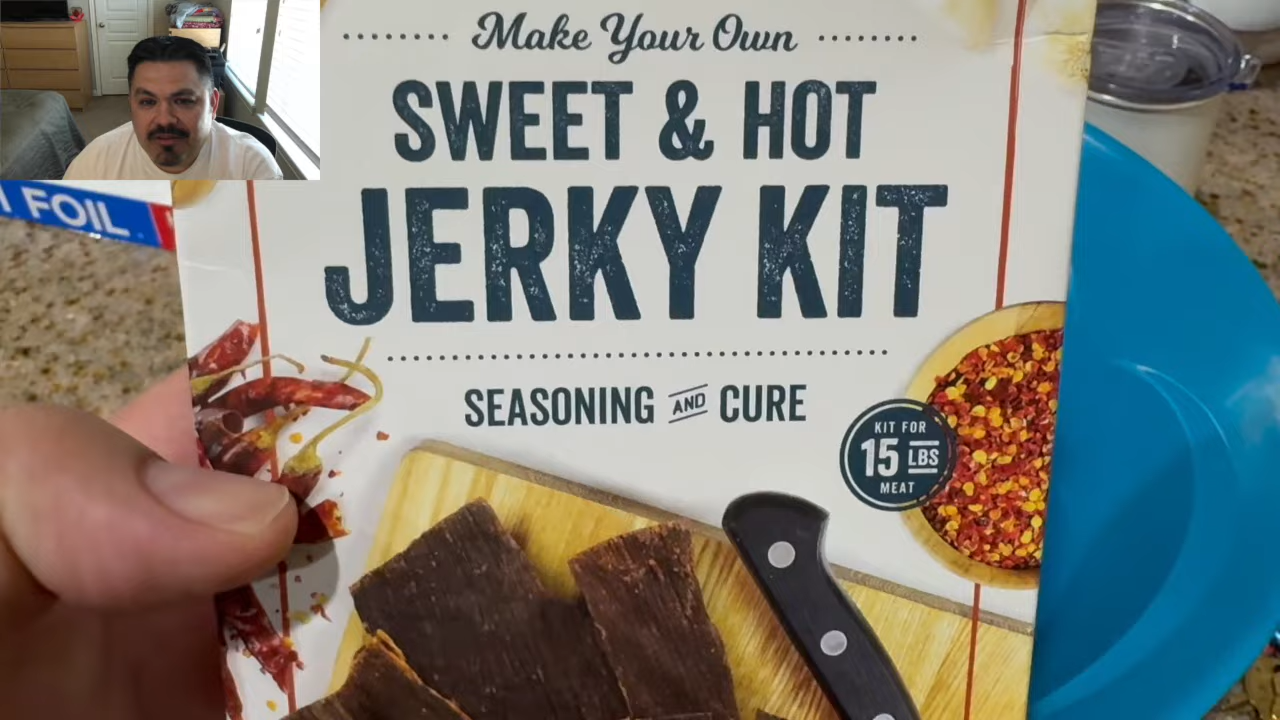 Make Your Own
SWEET & HOT
JERKY KIT
FOIL
SEASONING AND CURE
KIT FOR
15 LBS
MEAT